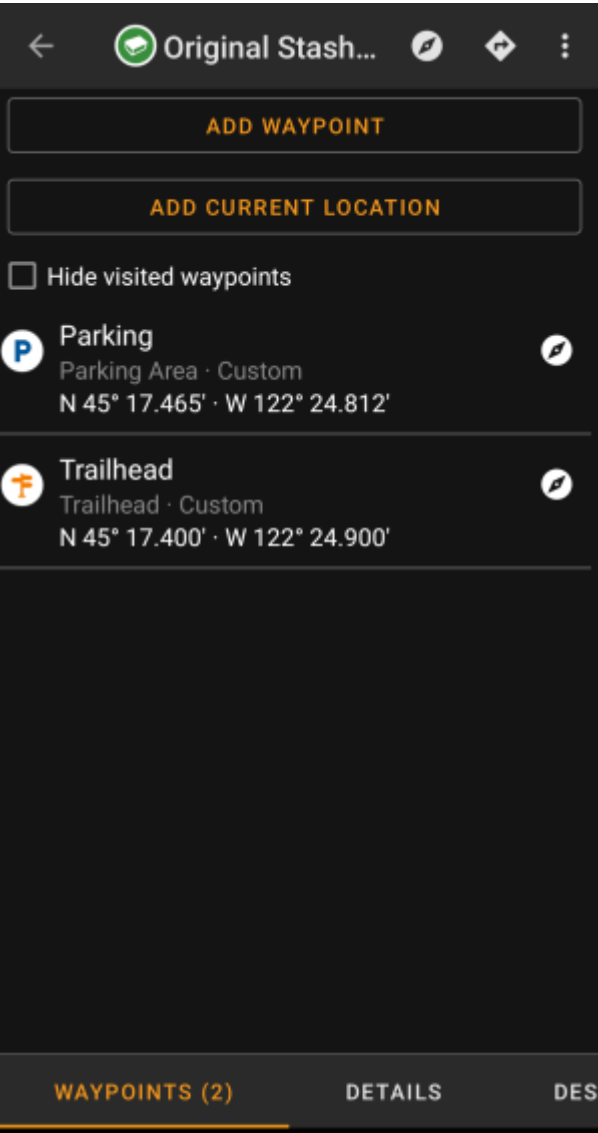 Original Stash...
ADD WAYPOINT
ADD CURRENT LOCATION
Hide visited waypoints
P
Parking
Parking Area · Custom
N 45° 17.465' · W 122° 24.812'
Trailhead
Trailhead · Custom
N 45° 17.400' · W 122° 24.900'
WAYPOINTS (2) DETAILS DES